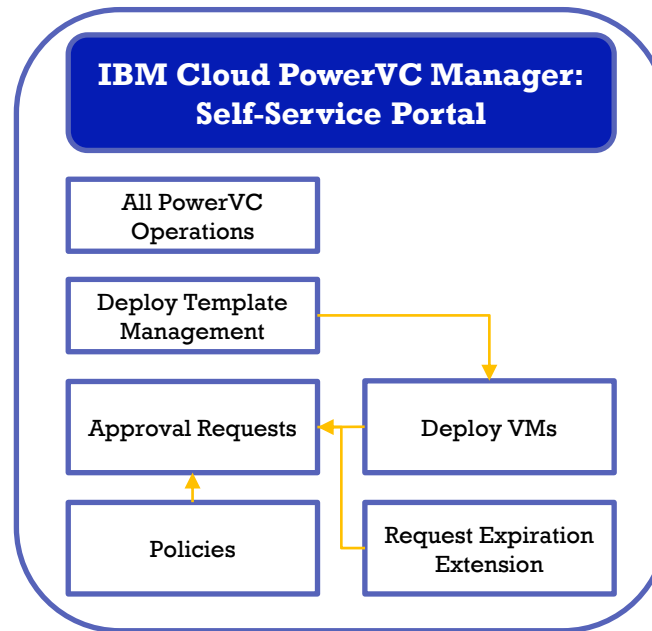 IBM Cloud PowerVC Manager:
Self-Service Portal
All PowerVC
Operations
Deploy Template
Management
Approval Requests
Deploy VMs
Policies
Request Expiration
Extension